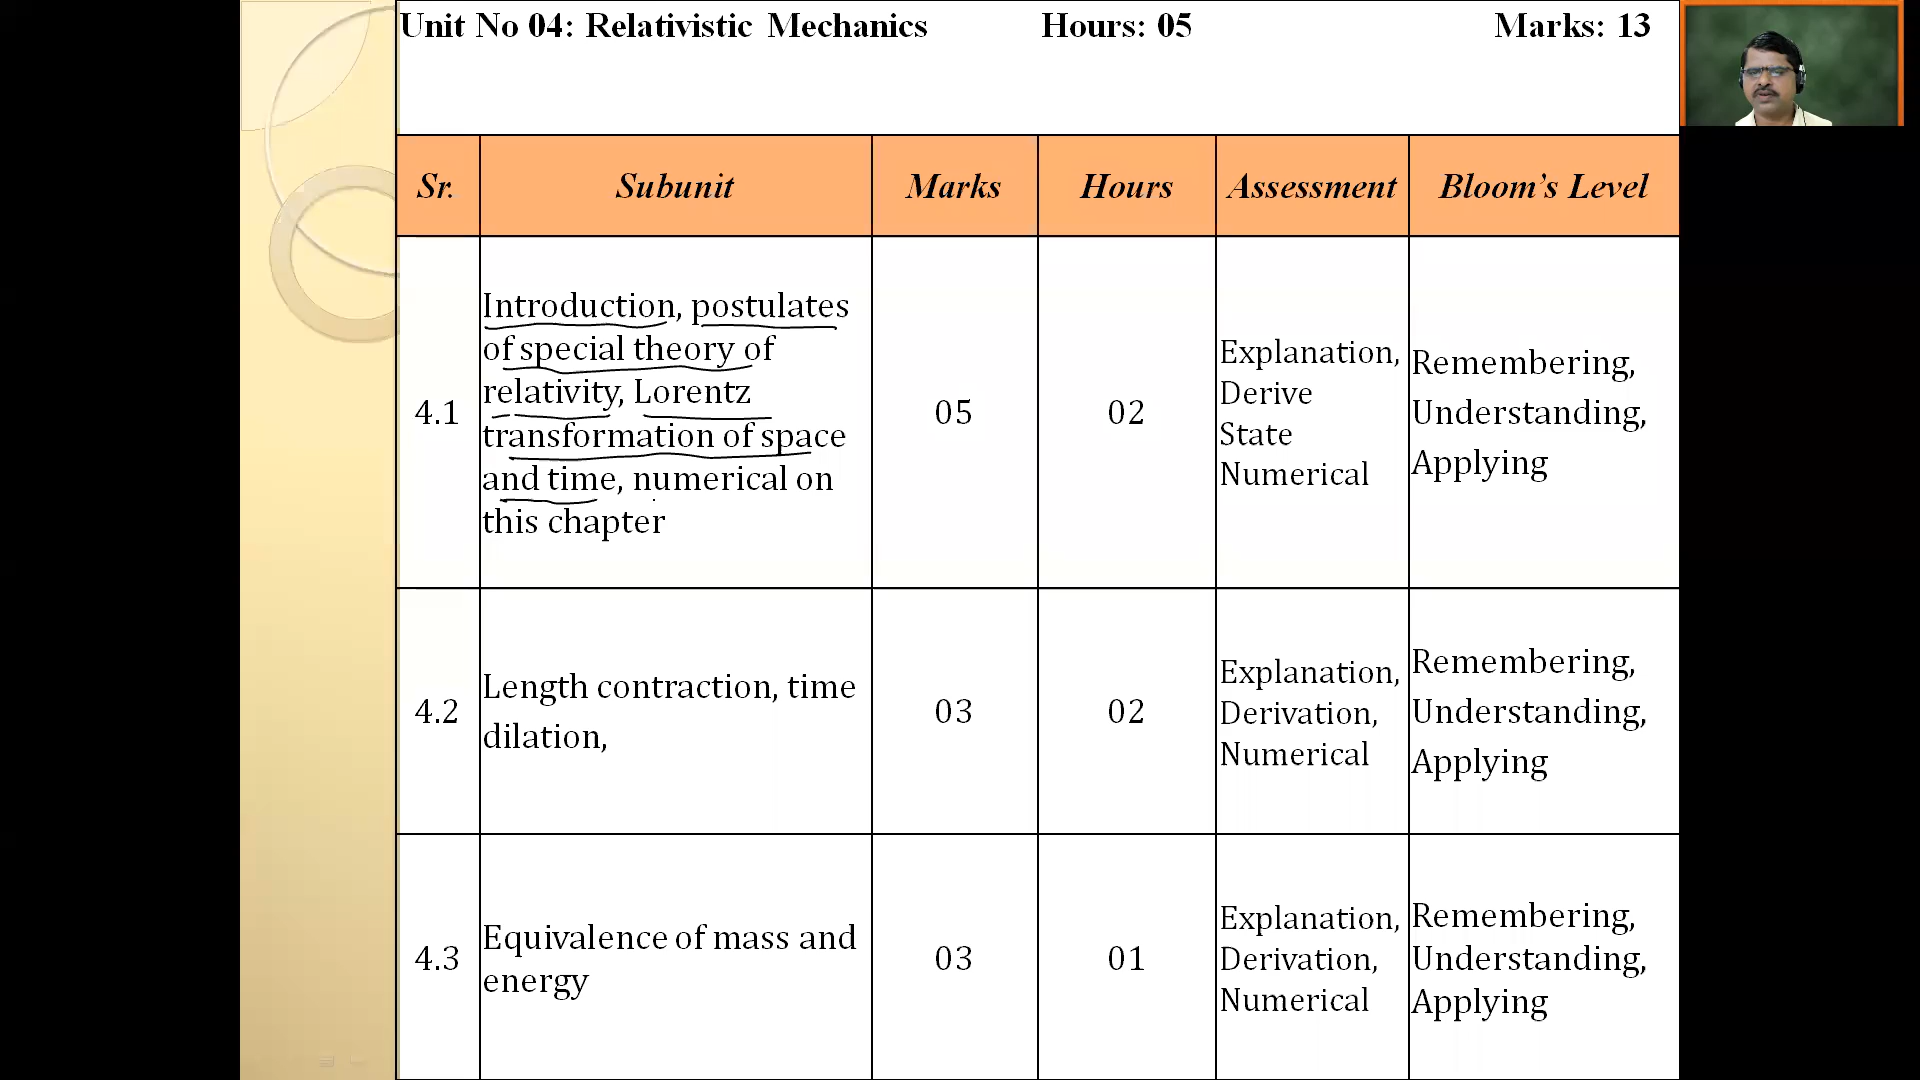 Unit No 04: Relativistic Mechanics Hours: 05 Marks: 13
Sr. Subunit Marks Hours Assessment Bloom’s Level
4.1
Introduction, postulates
of special theory of
relativity, Lorentz
transformation of space
and time, numerical on
this chapter
05
02
Explanation,
Derive
State
Numerical
Remembering,
Understanding,
Applying
4.2
Length contraction, time
dilation,
03
02
Explanation,
Derivation,
Numerical
Remembering,
Understanding,
Applying
4.3
Equivalence of mass and
energy
03
01
Explanation,
Derivation,
Numerical
Remembering,
Understanding,
Applying